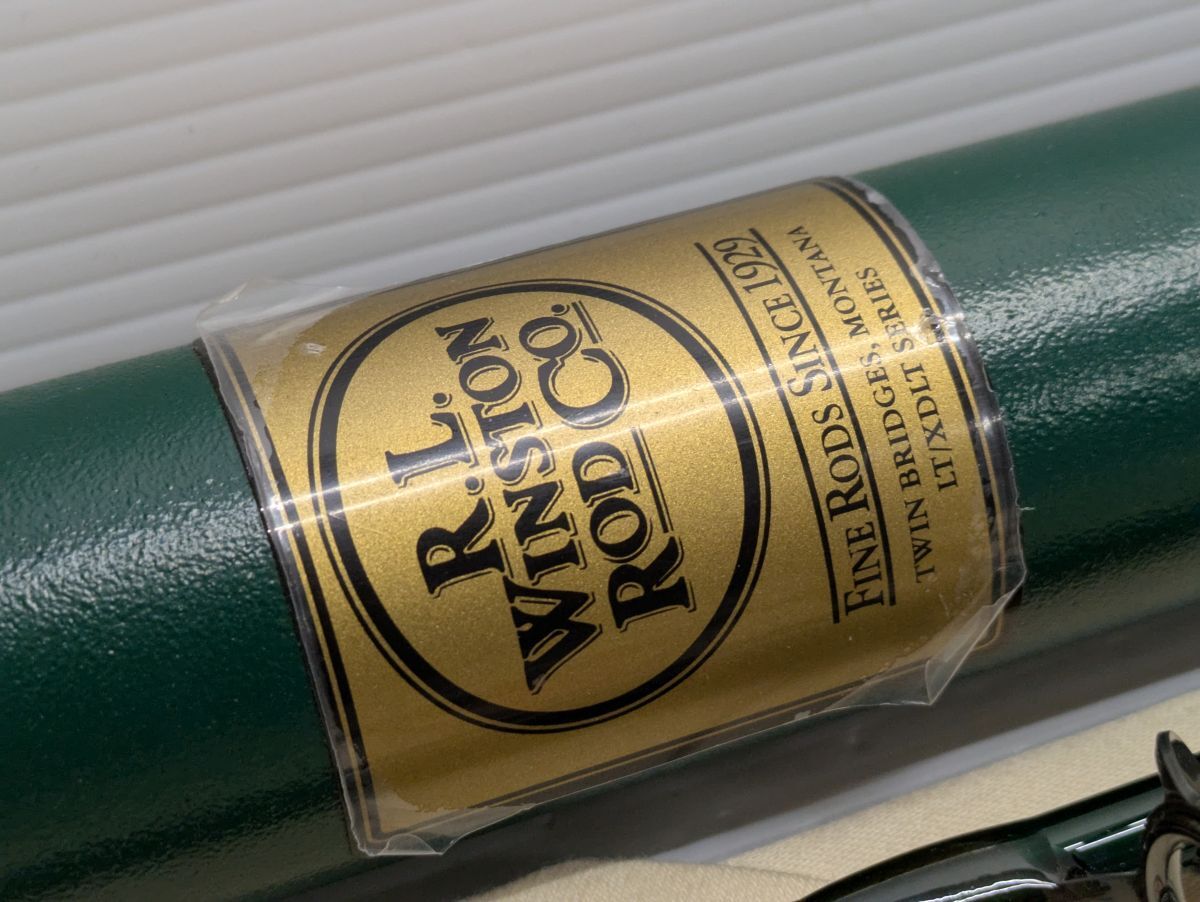 R. L.
WINSTON
ROD CO.
FINE RODS SINCE 1929
TWIN BRIDGES, MONTANA
LT/XDLT SERIES